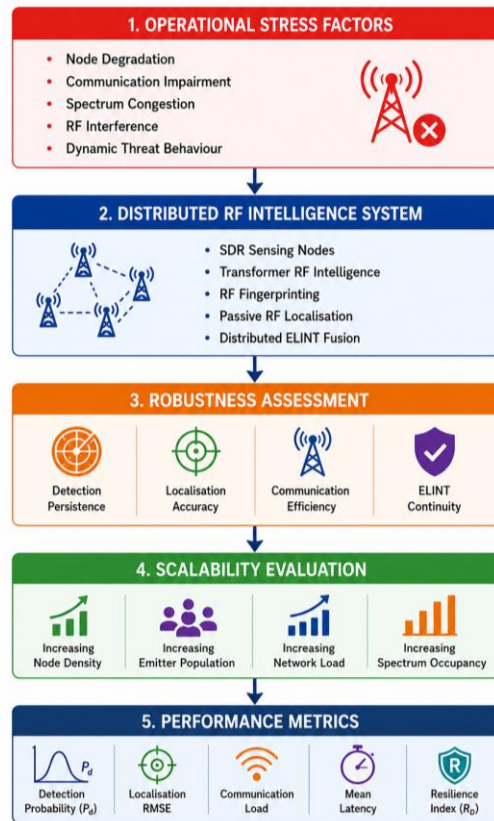 1. OPERATIONAL STRESS FACTORS
• Node Degradation
• Communication Impairment
• Spectrum Congestion
• RF Interference
• Dynamic Threat Behaviour
2. DISTRIBUTED RF INTELLIGENCE SYSTEM
• SDR Sensing Nodes
• Transformer RF Intelligence
• RF Fingerprinting
• Passive RF Localisation
• Distributed ELINT Fusion
3. ROBUSTNESS ASSESSMENT
Detection
Persistence
Localisation
Accuracy
Communication
Efficiency
ELINT
Continuity
4. SCALABILITY EVALUATION
Increasing
Node Density
Increasing
Emitter Population
Increasing
Network Load
Increasing
Spectrum Occupancy
5. PERFORMANCE METRICS
P_d
Detection
Probability (P_d)
Localisation
RMSE
Communication
Load
Mean
Latency
R
Resilience
Index (R_D)